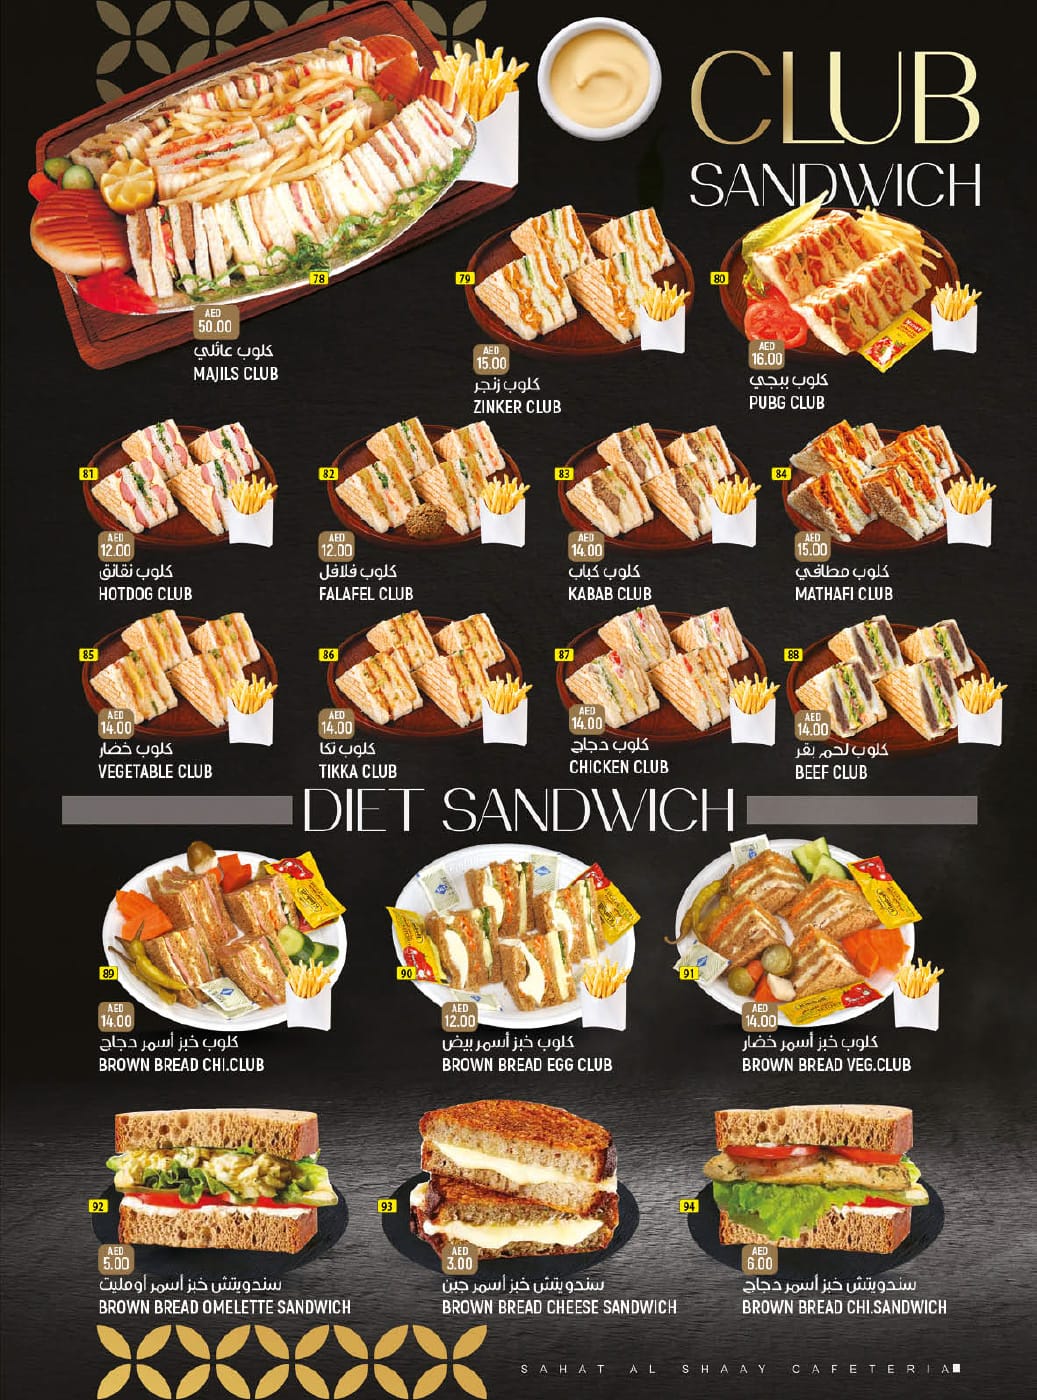 CLUB
SANDWICH
78
AED
50.00
كلوب عائلي
MAJILS CLUB
79
AED
15.00
كلوب زنجر
ZINKER CLUB
80
AED
16.00
كلوب ببجي
PUBG CLUB
81
AED
12.00
كلوب نقانق
HOTDOG CLUB
82
AED
12.00
كلوب فلافل
FALAFEL CLUB
83
AED
14.00
كلوب كباب
KABAB CLUB
84
AED
15.00
كلوب مطافي
MATHAFI CLUB
85
AED
14.00
كلوب خضار
VEGETABLE CLUB
86
AED
14.00
كلوب تكا
TIKKA CLUB
87
AED
14.00
كلوب دجاج
CHICKEN CLUB
88
AED
14.00
كلوب لحم بقر
BEEF CLUB
DIET SANDWICH
89
AED
14.00
كلوب خبز أسمر دجاج
BROWN BREAD CHI.CLUB
90
AED
12.00
كلوب خبز أسمر بيض
BROWN BREAD EGG CLUB
91
AED
14.00
كلوب خبز أسمر خضار
BROWN BREAD VEG.CLUB
92
AED
5.00
سندويتش خبز أسمر أومليت
BROWN BREAD OMELETTE SANDWICH
93
AED
3.00
سندويتش خبز أسمر جبن
BROWN BREAD CHEESE SANDWICH
94
AED
6.00
سندويتش خبز أسمر دجاج
BROWN BREAD CHI.SANDWICH
SAHAT AL SHAAY CAFETERIA